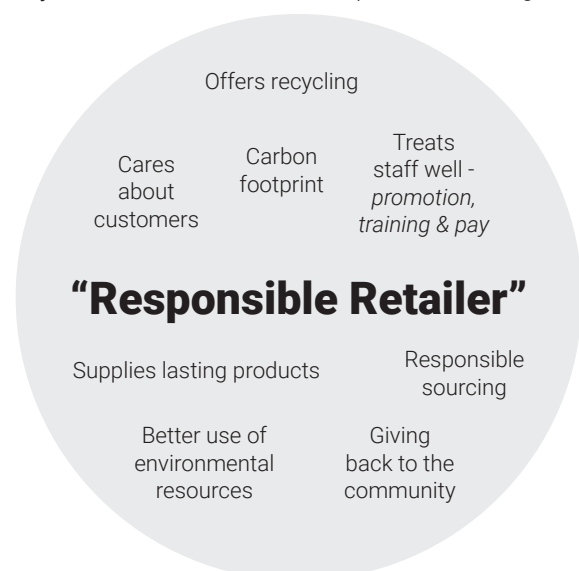 Offers recycling
Cares
about
customers
Carbon
footprint
Treats
staff well -
promotion,
training & pay
“Responsible Retailer”
Supplies lasting products
Responsible
sourcing
Better use of
environmental
resources
Giving
back to the
community